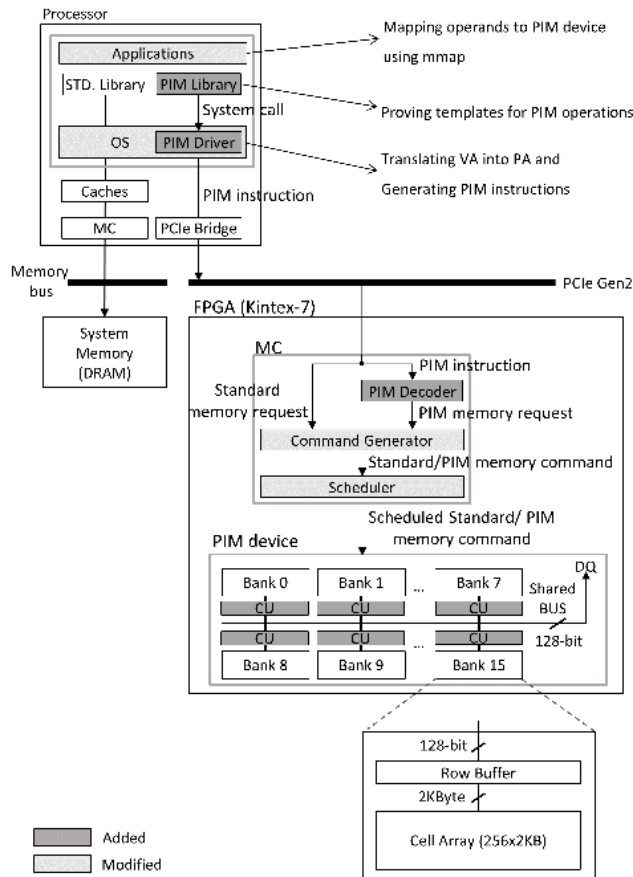 Processor
Applications
Mapping operands to PIM device
using mmap
STD. Library
PIM Library
System call
Proving templates for PIM operations
OS
PIM Driver
Translating VA into PA and
Generating PIM instructions
Caches
PIM instruction
MC
PCIe Bridge
Memory
bus
PCIe Gen2
FPGA (Kintex-7)
System
Memory
(DRAM)
MC
PIM instruction
Standard
memory request
PIM Decoder
PIM memory request
Command Generator
Standard/PIM memory command
Scheduler
Scheduled Standard/ PIM
memory command
PIM device
DQ
Bank 0
Bank 1
...
Bank 7
Shared
BUS
CU
CU
CU
CU
CU
...
CU
128-bit
Bank 8
Bank 9
Bank 15
128-bit
Row Buffer
2KByte
Cell Array (256x2KB)
Added
Modified